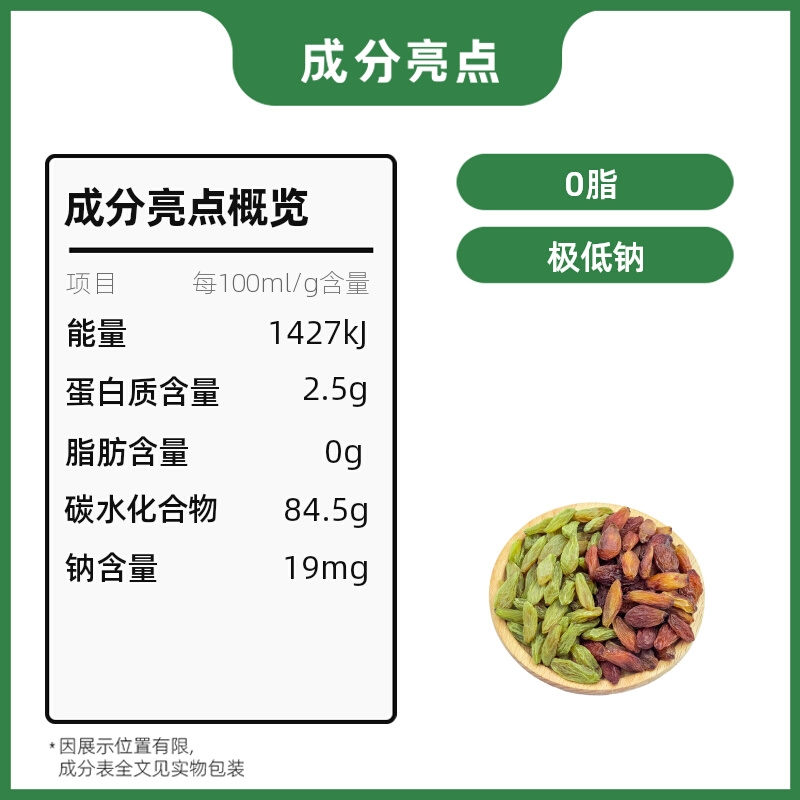 成分亮点
成分亮点概览
项目 每100ml/g含量
能量 1427kJ
蛋白质含量 2.5g
脂肪含量 0g
碳水化合物 84.5g
钠含量 19mg
0脂
极低钠
*因展示位置有限,
成分表全文见实物包装